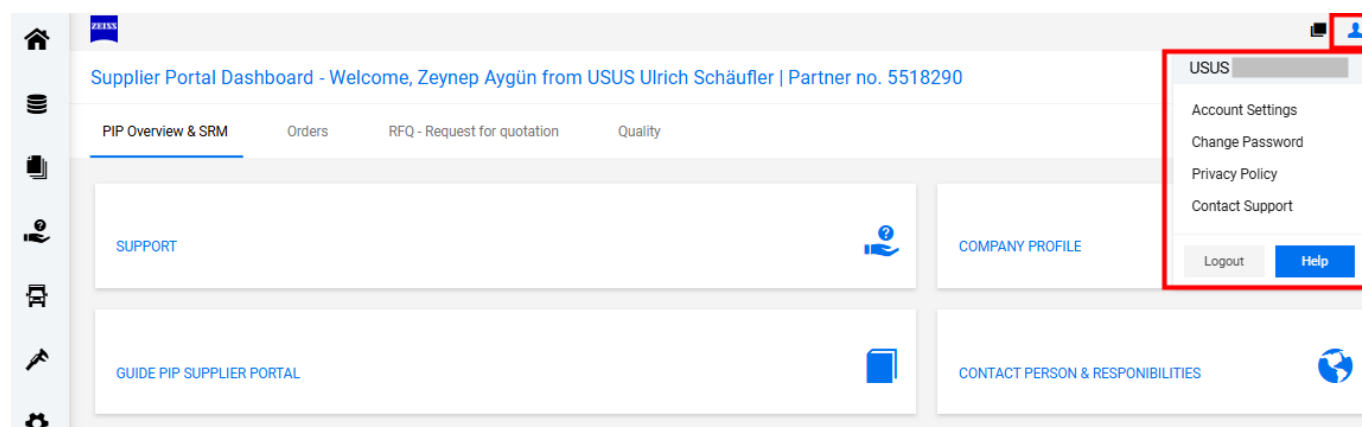 ZEISS
Supplier Portal Dashboard - Welcome, Zeynep Aygün from USUS Ulrich Schäufler | Partner no. 5518290
USUS
PIP Overview & SRM Orders RFQ - Request for quotation Quality
Account Settings
Change Password
Privacy Policy
Contact Support
Logout Help
SUPPORT
COMPANY PROFILE
GUIDE PIP SUPPLIER PORTAL
CONTACT PERSON & RESPONIBILITIES